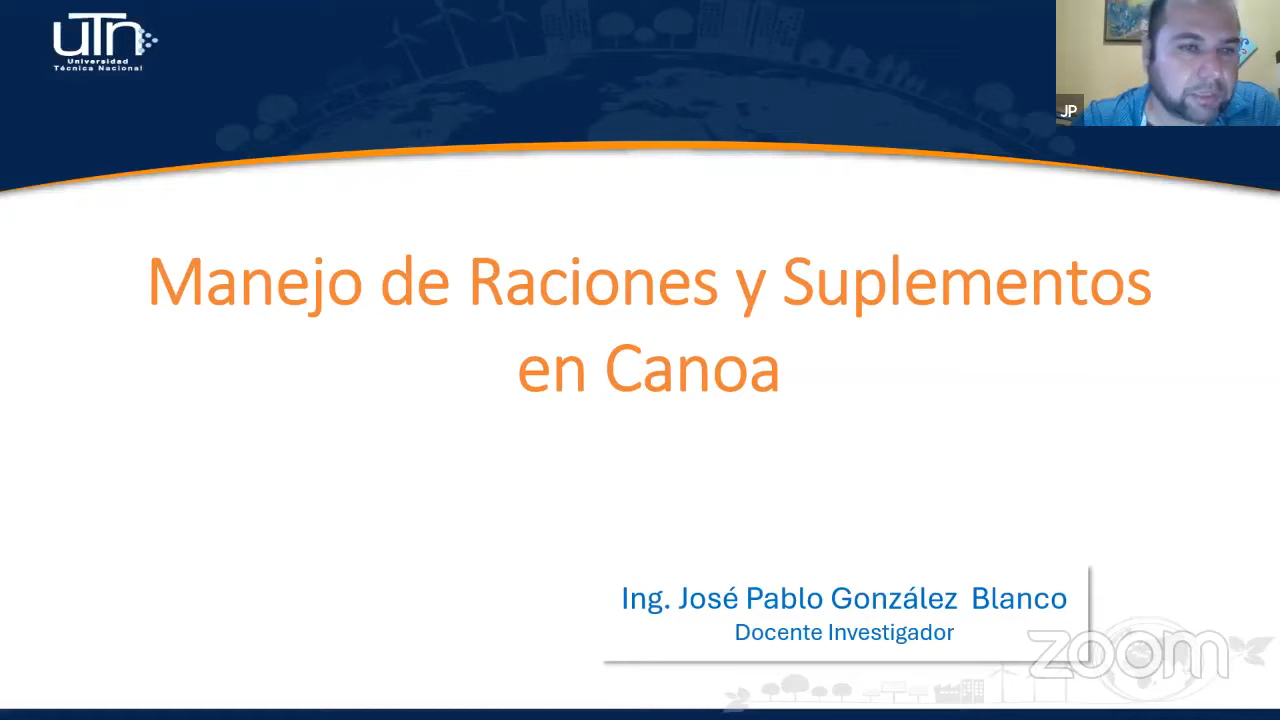 uTn
Universidad
Técnica Nacional
JP
Manejo de Raciones y Suplementos
en Canoa
Ing. José Pablo González Blanco
Docente Investigador
zoom